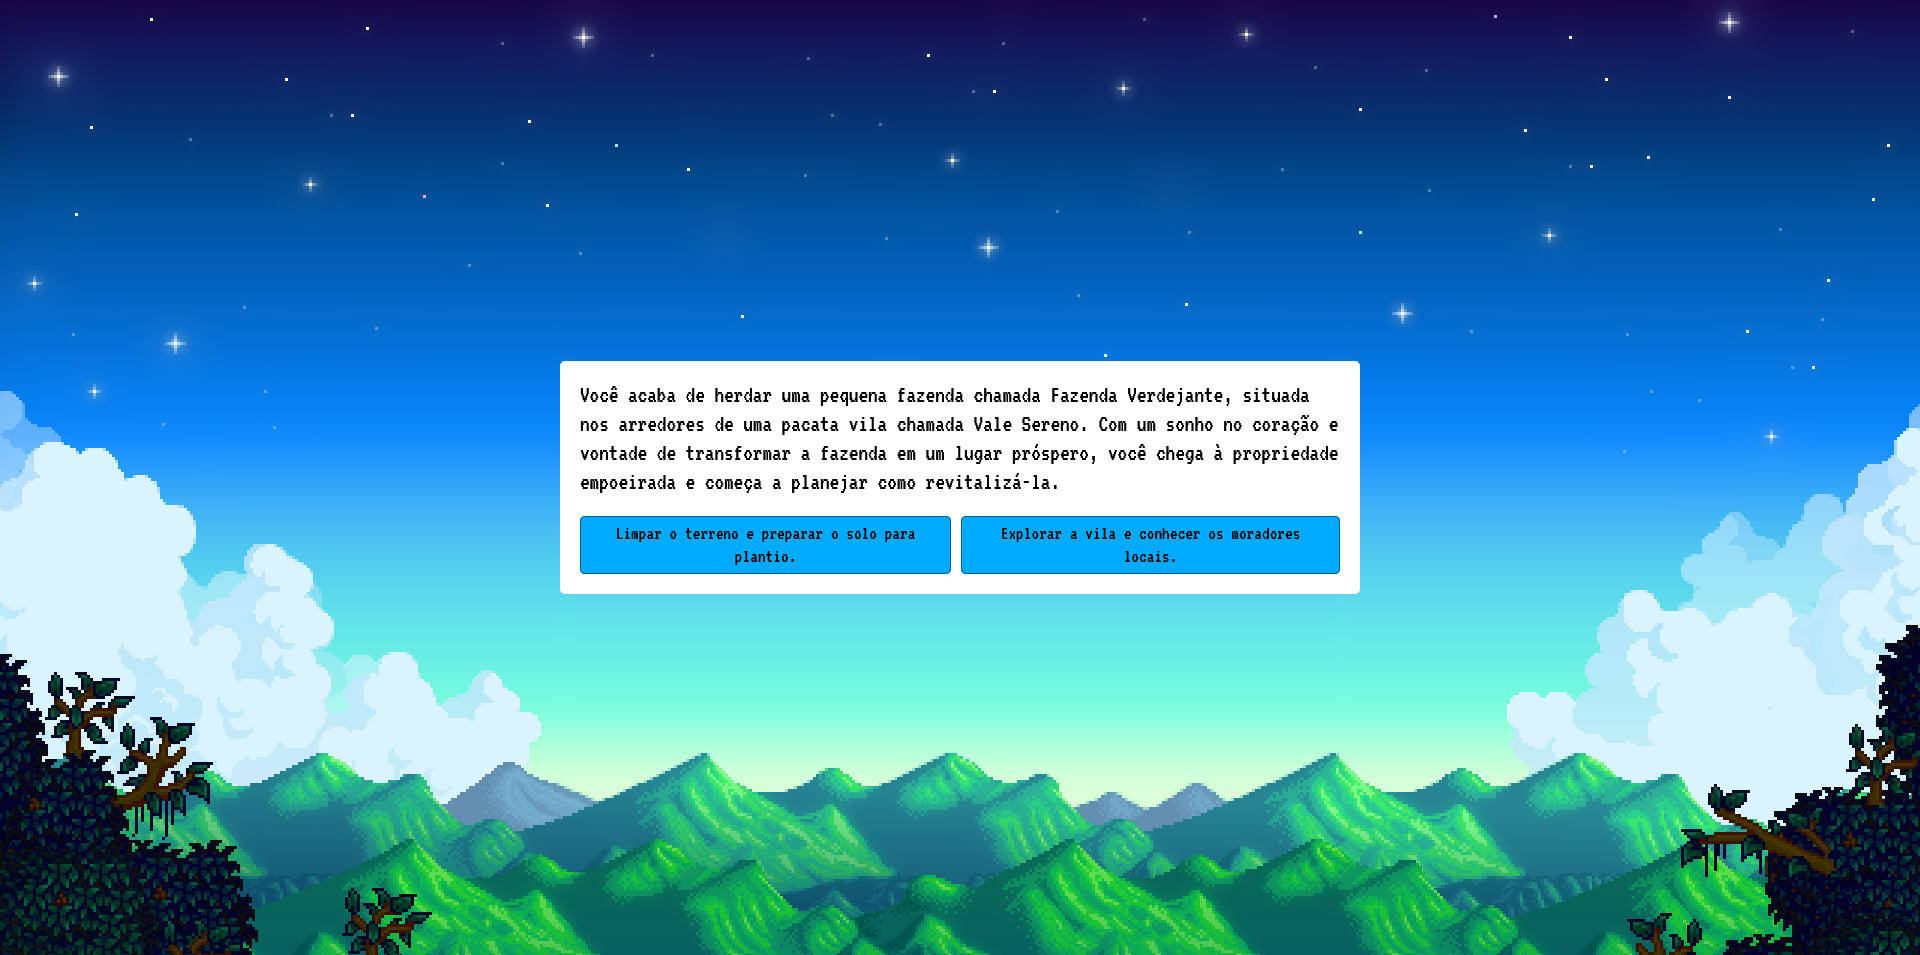 Você acaba de herdar uma pequena fazenda chamada Fazenda Verdejante, situada
nos arredores de uma pacata vila chamada Vale Sereno. Com um sonho no coração e
vontade de transformar a fazenda em um lugar próspero, você chega à propriedade
empoeirada e começa a planejar como revitalizá-la.
Limpar o terreno e preparar o solo para
plantio.
Explorar a vila e conhecer os moradores
locais.